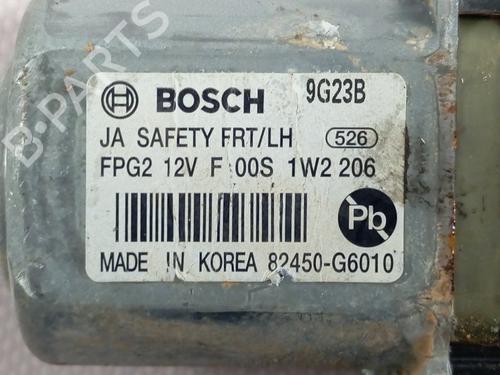 B-PARTS
BOSCH 9G23B
JA SAFETY FRT/LH 526
FPG2 12V F 00S 1W2 206
Pb
MADE IN KOREA 82450-G6010